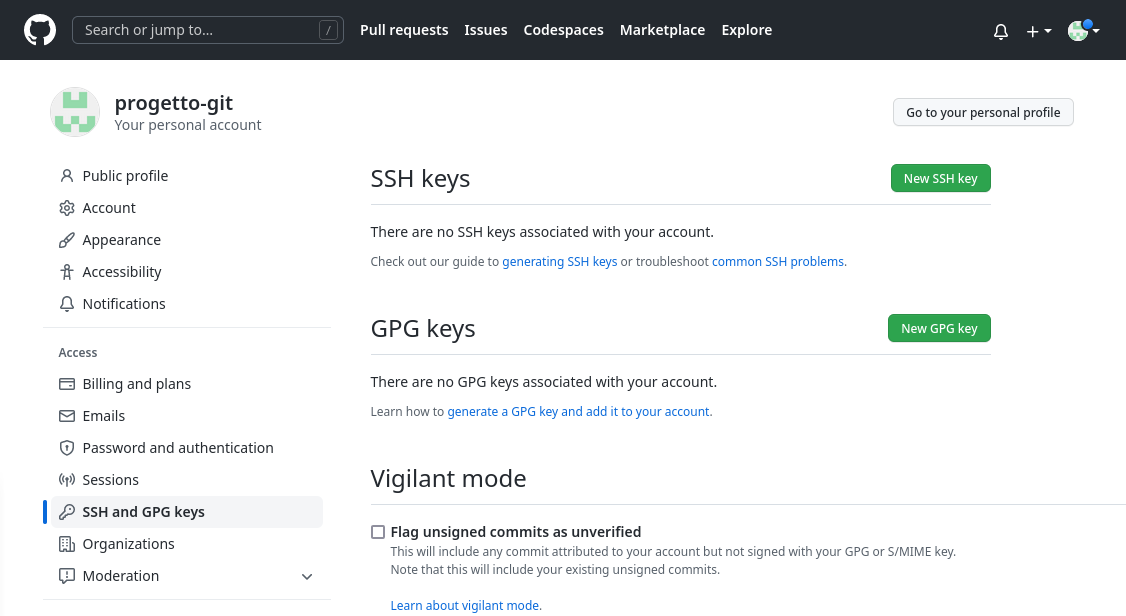 Search or jump to... / Pull requests Issues Codespaces Marketplace Explore
progetto-git
Your personal account
Go to your personal profile
Public profile
Account
Appearance
Accessibility
Notifications
Access
Billing and plans
Emails
Password and authentication
Sessions
SSH and GPG keys
Organizations
Moderation
SSH keys
New SSH key
There are no SSH keys associated with your account.
Check out our guide to generating SSH keys or troubleshoot common SSH problems.
GPG keys
New GPG key
There are no GPG keys associated with your account.
Learn how to generate a GPG key and add it to your account.
Vigilant mode
Flag unsigned commits as unverified
This will include any commit attributed to your account but not signed with your GPG or S/MIME key.
Note that this will include your existing unsigned commits.
Learn about vigilant mode.